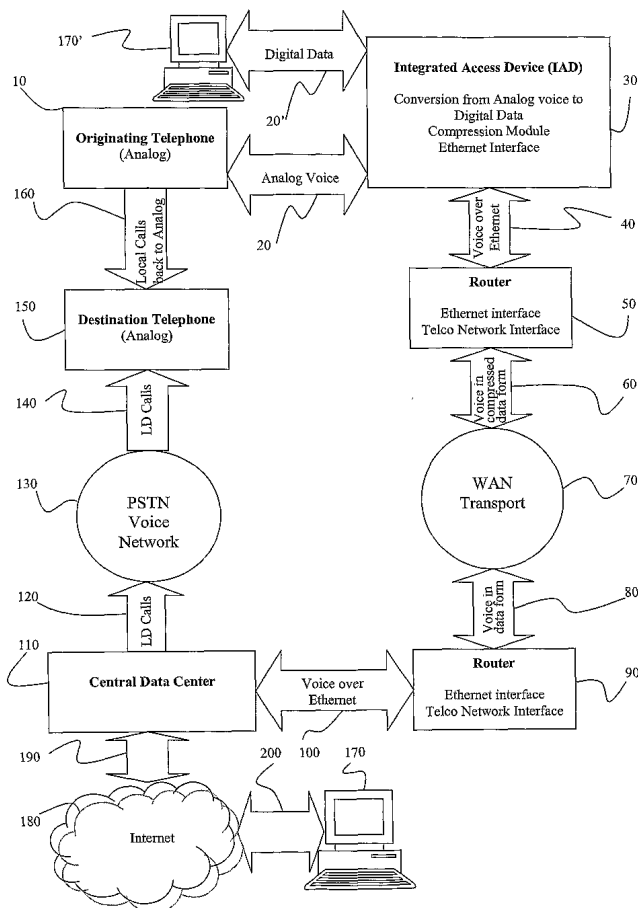 170'
Digital Data
20'
Integrated Access Device (IAD)
Conversion from Analog voice to
Digital Data
Compression Module
Ethernet Interface
30
10
Originating Telephone
(Analog)
Analog Voice
20
160
Local Calls
back to Analog
Voice over
Ethernet
40
Router
Ethernet interface
Telco Network Interface
50
150
Destination Telephone
(Analog)
140
LD Calls
Voice in
compressed
data form
60
130
PSTN
Voice
Network
WAN
Transport
70
120
LD Calls
Voice in
data form
80
110
Central Data Center
Voice over
Ethernet
100
Router
Ethernet interface
Telco Network Interface
90
190
200
170
180
Internet